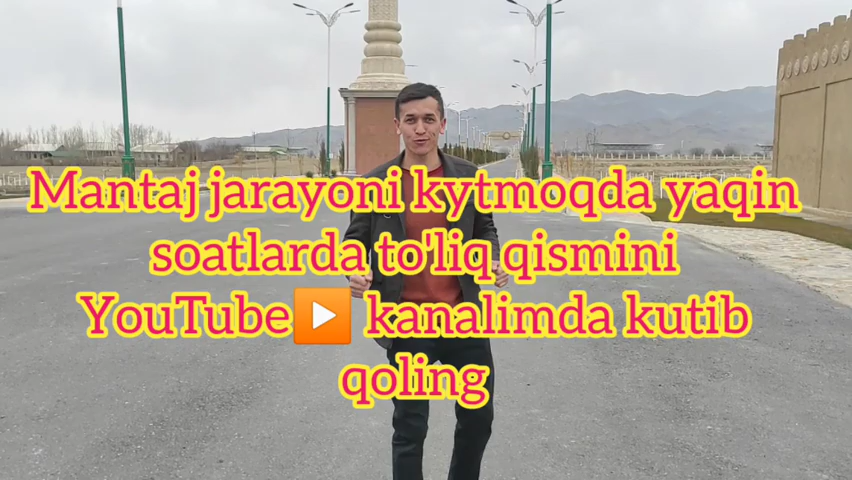 Mantaj jarayoni kytmoqda yaqin
soatlarda to'liq qismini
YouTube▶️ kanalimda kutib
qoling